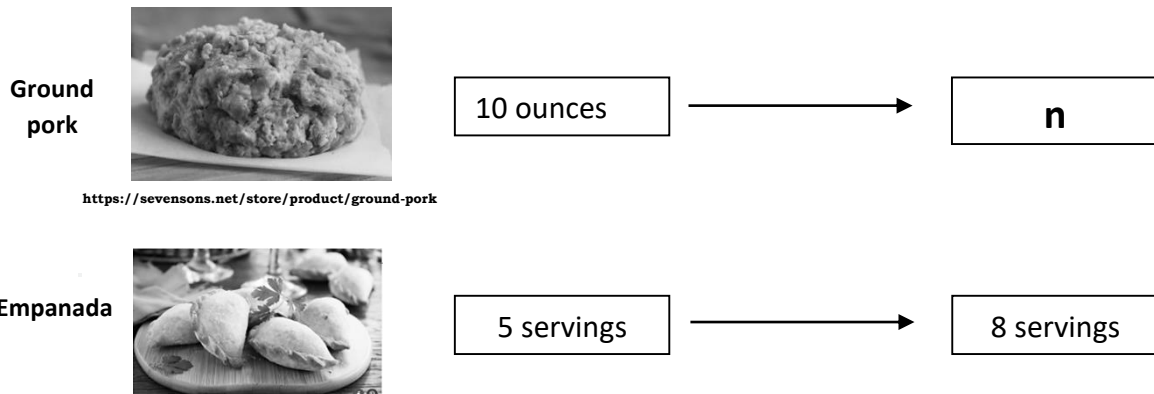 Ground
pork
10 ounces
n
https://sevensons.net/store/product/ground-pork
Empanada
5 servings
8 servings